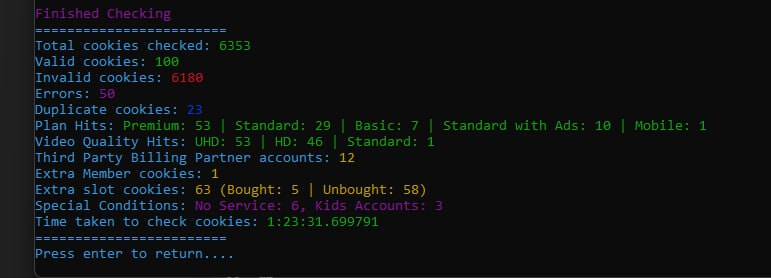 Finished Checking
========================
Total cookies checked: 6353
Valid cookies: 100
Invalid cookies: 6180
Errors: 50
Duplicate cookies: 23
Plan Hits: Premium: 53 | Standard: 29 | Basic: 7 | Standard with Ads: 10 | Mobile: 1
Video Quality Hits: UHD: 53 | HD: 46 | Standard: 1
Third Party Billing Partner accounts: 12
Extra Member cookies: 1
Extra slot cookies: 63 (Bought: 5 | Unbought: 58)
Special Conditions: No Service: 6, Kids Accounts: 3
Time taken to check cookies: 1:23:31.699791
========================
Press enter to return....